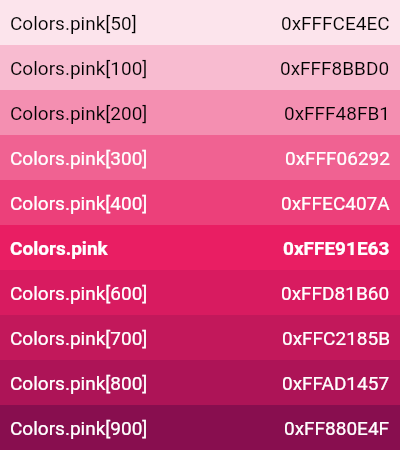 Colors.pink[50] 0xFFFCE4EC
Colors.pink[100] 0xFFF8BBD0
Colors.pink[200] 0xFFF48FB1
Colors.pink[300] 0xFFF06292
Colors.pink[400] 0xFFEC407A
Colors.pink 0xFFE91E63
Colors.pink[600] 0xFFD81B60
Colors.pink[700] 0xFFC2185B
Colors.pink[800] 0xFFAD1457
Colors.pink[900] 0xFF880E4F